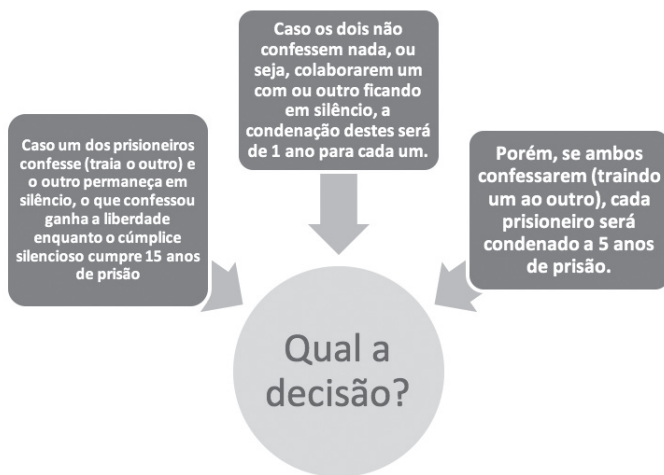 Caso os dois não
confessem nada, ou
seja, colaborarem um
com ou outro ficando
em silêncio, a
condenação destes será
de 1 ano para cada um.
Caso um dos prisioneiros
confesse (traia o outro) e
o outro permaneça em
silêncio, o que confessou
ganha a liberdade
enquanto o cúmplice
silencioso cumpre 15 anos
de prisão
Porém, se ambos
confessarem (traindo
um ao outro), cada
prisioneiro será
condenado a 5 anos
de prisão.
Qual a
decisão?